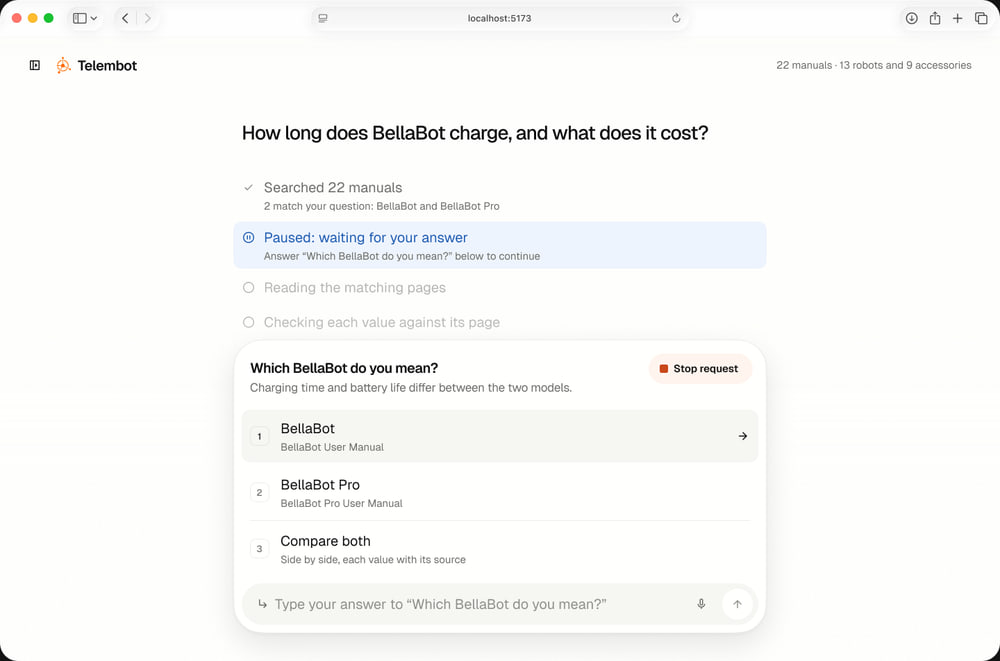 localhost:5173
Telembot
22 manuals · 13 robots and 9 accessories
How long does BellaBot charge, and what does it cost?
Searched 22 manuals
2 match your question: BellaBot and BellaBot Pro
Paused: waiting for your answer
Answer “Which BellaBot do you mean?” below to continue
Reading the matching pages
Checking each value against its page
Which BellaBot do you mean?
Stop request
Charging time and battery life differ between the two models.
1
BellaBot
BellaBot User Manual
2
BellaBot Pro
BellaBot Pro User Manual
3
Compare both
Side by side, each value with its source
Type your answer to “Which BellaBot do you mean?”